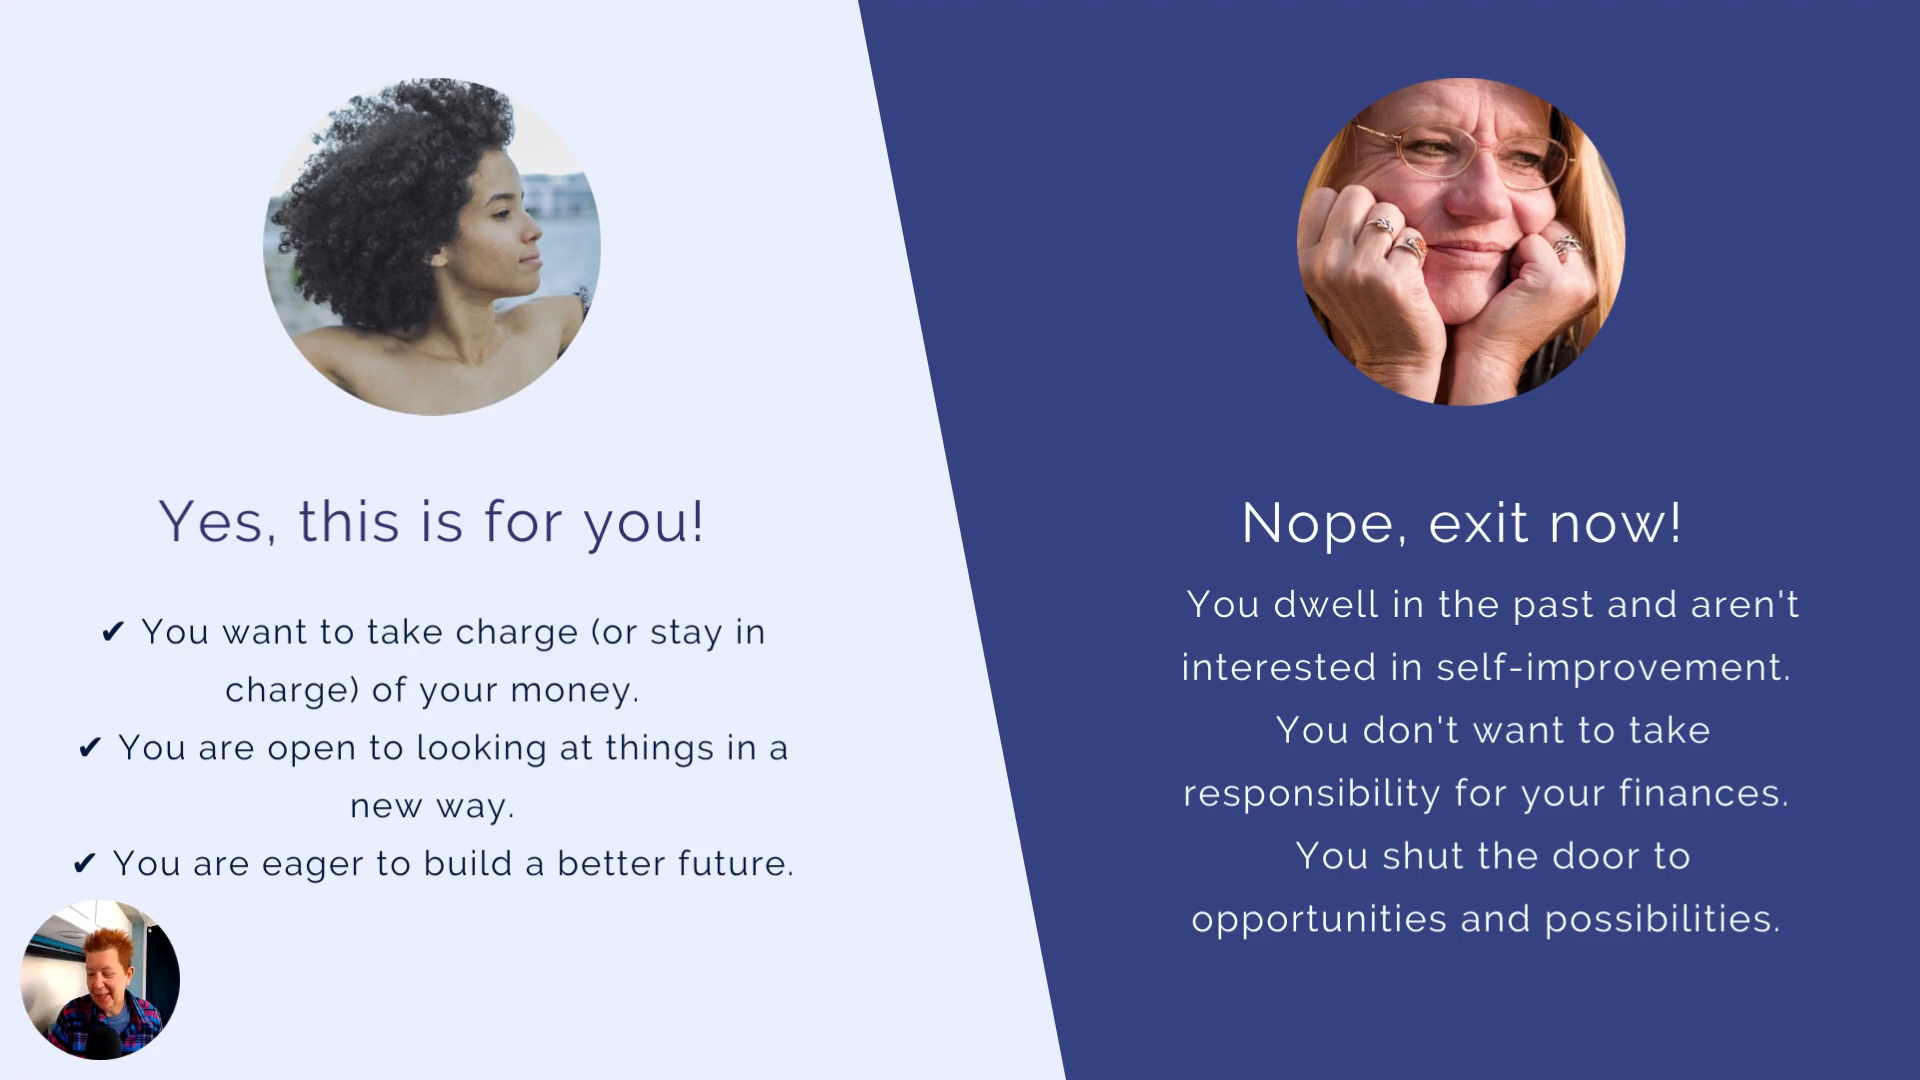 Yes, this is for you!
✔ You want to take charge (or stay in
charge) of your money.
✔ You are open to looking at things in a
new way.
✔ You are eager to build a better future.
Nope, exit now!
You dwell in the past and aren't
interested in self-improvement.
You don't want to take
responsibility for your finances.
You shut the door to
opportunities and possibilities.